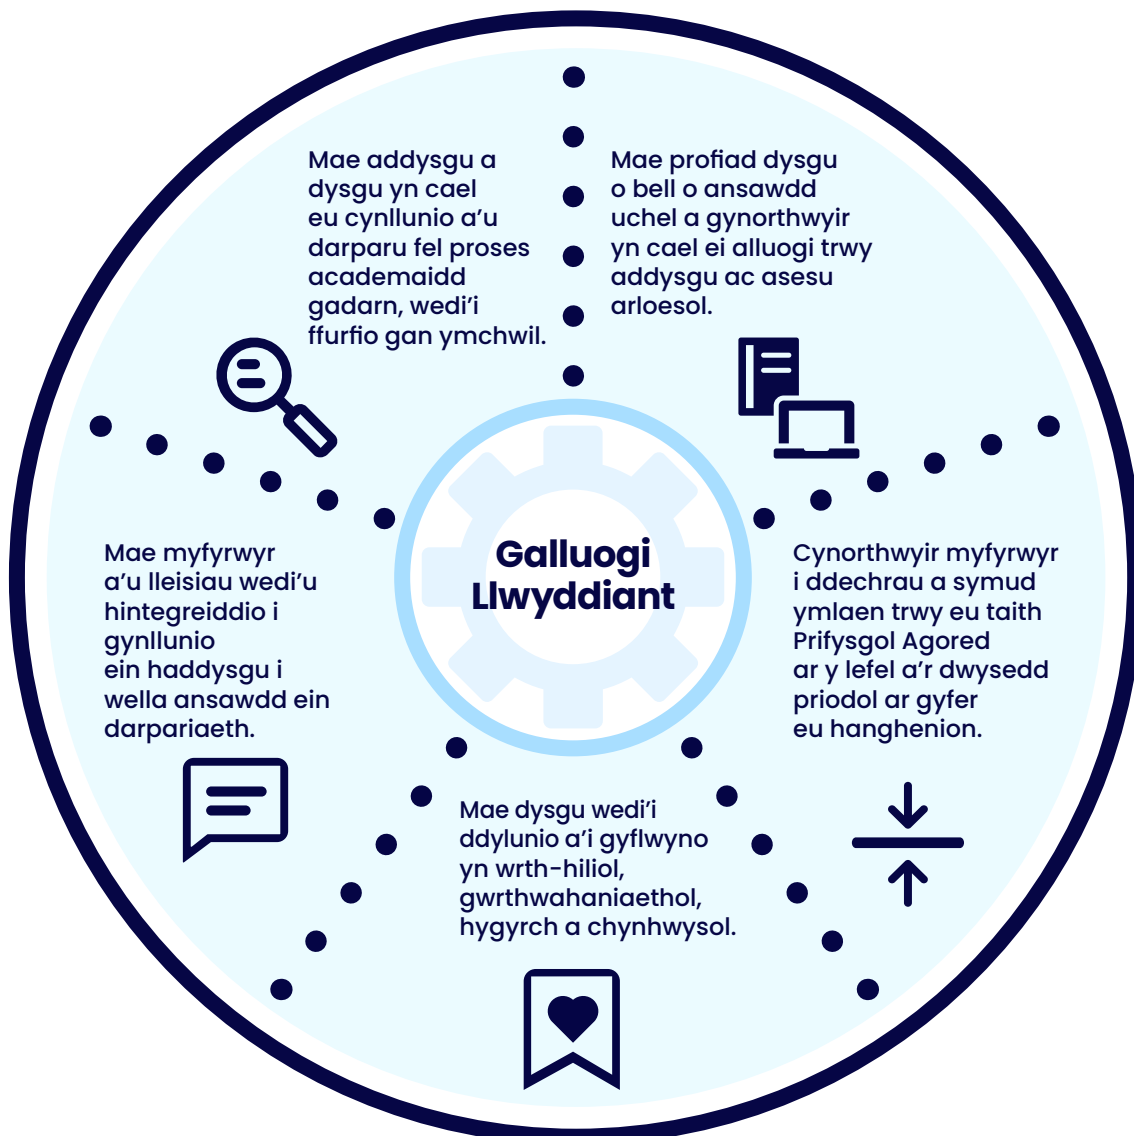 Mae addysgu a
dysgu yn cael
eu cynllunio a’u
darparu fel proses
academaidd
gadarn, wedi’i
ffurfio gan ymchwil.
Mae profiad dysgu
o bell o ansawdd
uchel a gynorthwyir
yn cael ei alluogi trwy
addysgu ac asesu
arloesol.
Galluogi
Llwyddiant
Mae myfyrwyr
a’u lleisiau wedi’u
hintegreiddio i
gynllunio
ein haddysgu i
wella ansawdd ein
darpariaeth.
Cynorthwyir myfyrwyr
i ddechrau a symud
ymlaen trwy eu taith
Prifysgol Agored
ar y lefel a’r dwysedd
priodol ar gyfer
eu hanghenion.
Mae dysgu wedi’i
ddylunio a’i gyflwyno
yn wrth-hiliol,
gwrthwahaniaethol,
hygyrch a chynhwysol.